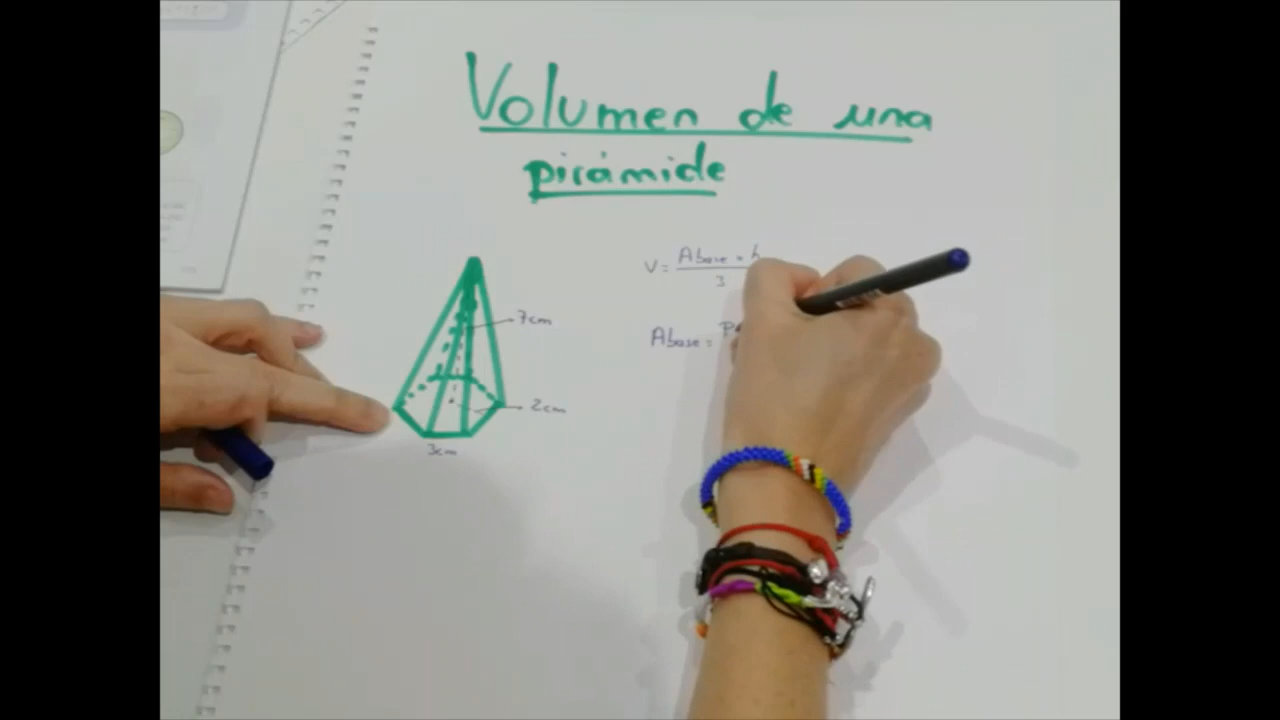 Volumen de una
pirámide
V = Abase × h
3
7cm
Abase =
2cm
3cm